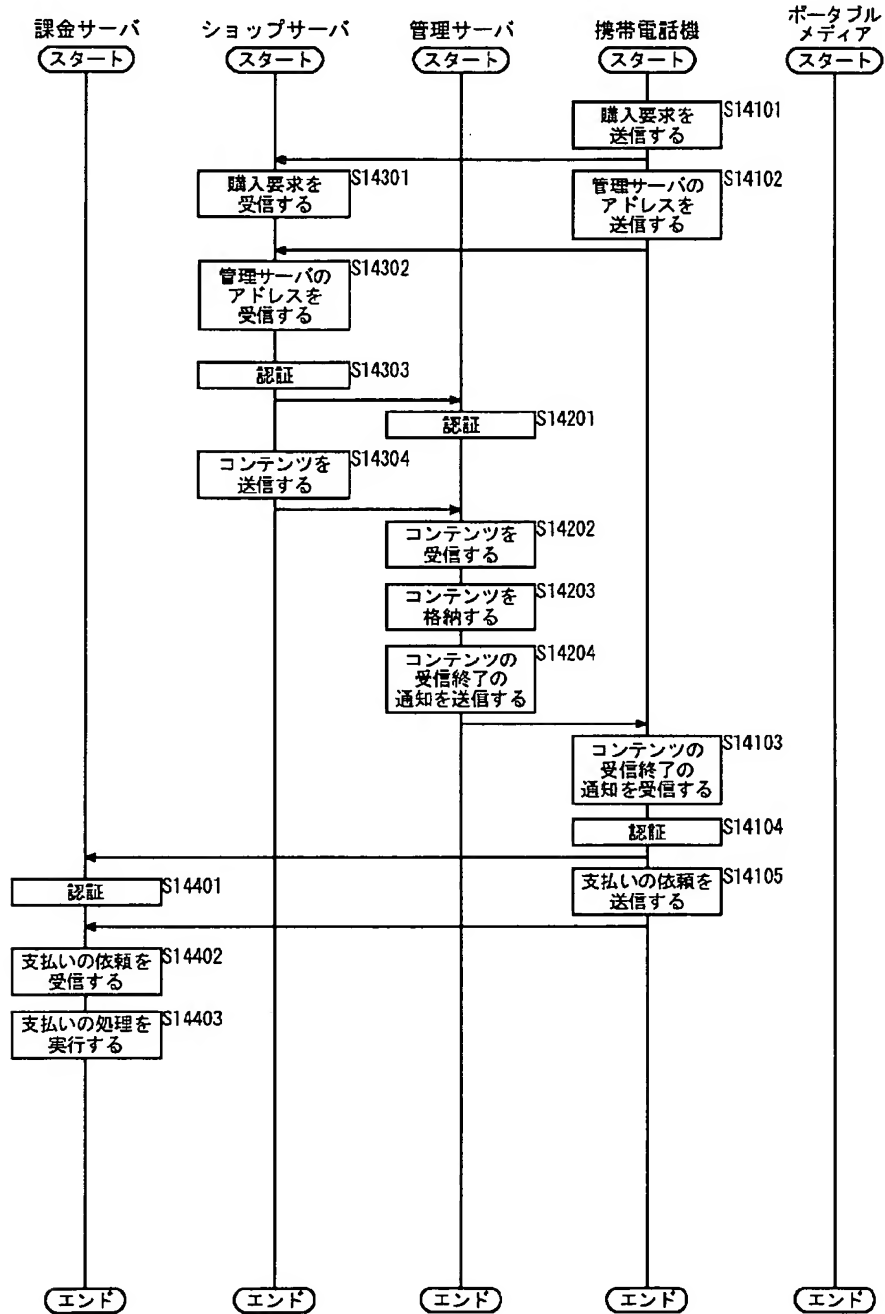 課金サーバ
ショップサーバ
管理サーバ
携帯電話機
ポータブル
メディア
スタート
スタート
スタート
スタート
スタート
購入要求を
送信する
S14101
購入要求を
受信する
S14301
管理サーバの
アドレスを
送信する
S14102
管理サーバの
アドレスを
受信する
S14302
認証
S14303
認証
S14201
コンテンツを
送信する
S14304
コンテンツを
受信する
S14202
コンテンツを
格納する
S14203
コンテンツの
受信終了の
通知を送信する
S14204
コンテンツの
受信終了の
通知を受信する
S14103
認証
S14104
認証
S14401
支払いの依頼を
送信する
S14105
支払いの依頼を
受信する
S14402
支払いの処理を
実行する
S14403
エンド
エンド
エンド
エンド
エンド